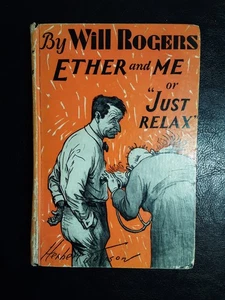 By Will Rogers
ETHER and ME
or
"JUST
RELAX"